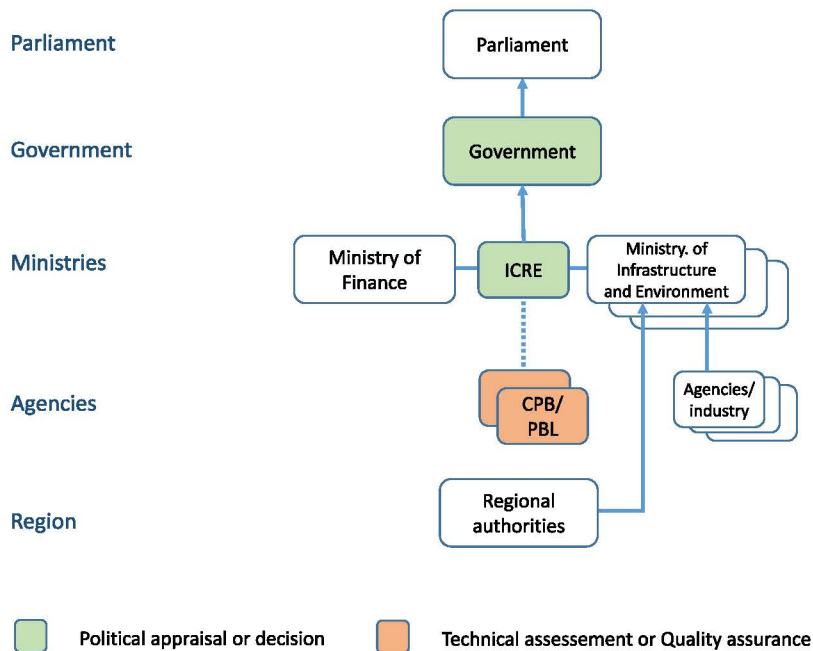 Parliament
Parliament
Government
Government
Ministries
Ministry of
Finance
ICRE
Ministry. of
Infrastructure
and Environment
Agencies
CPB/
PBL
Agencies/
industry
Region
Regional
authorities
Political appraisal or decision
Technical assessement or Quality assurance